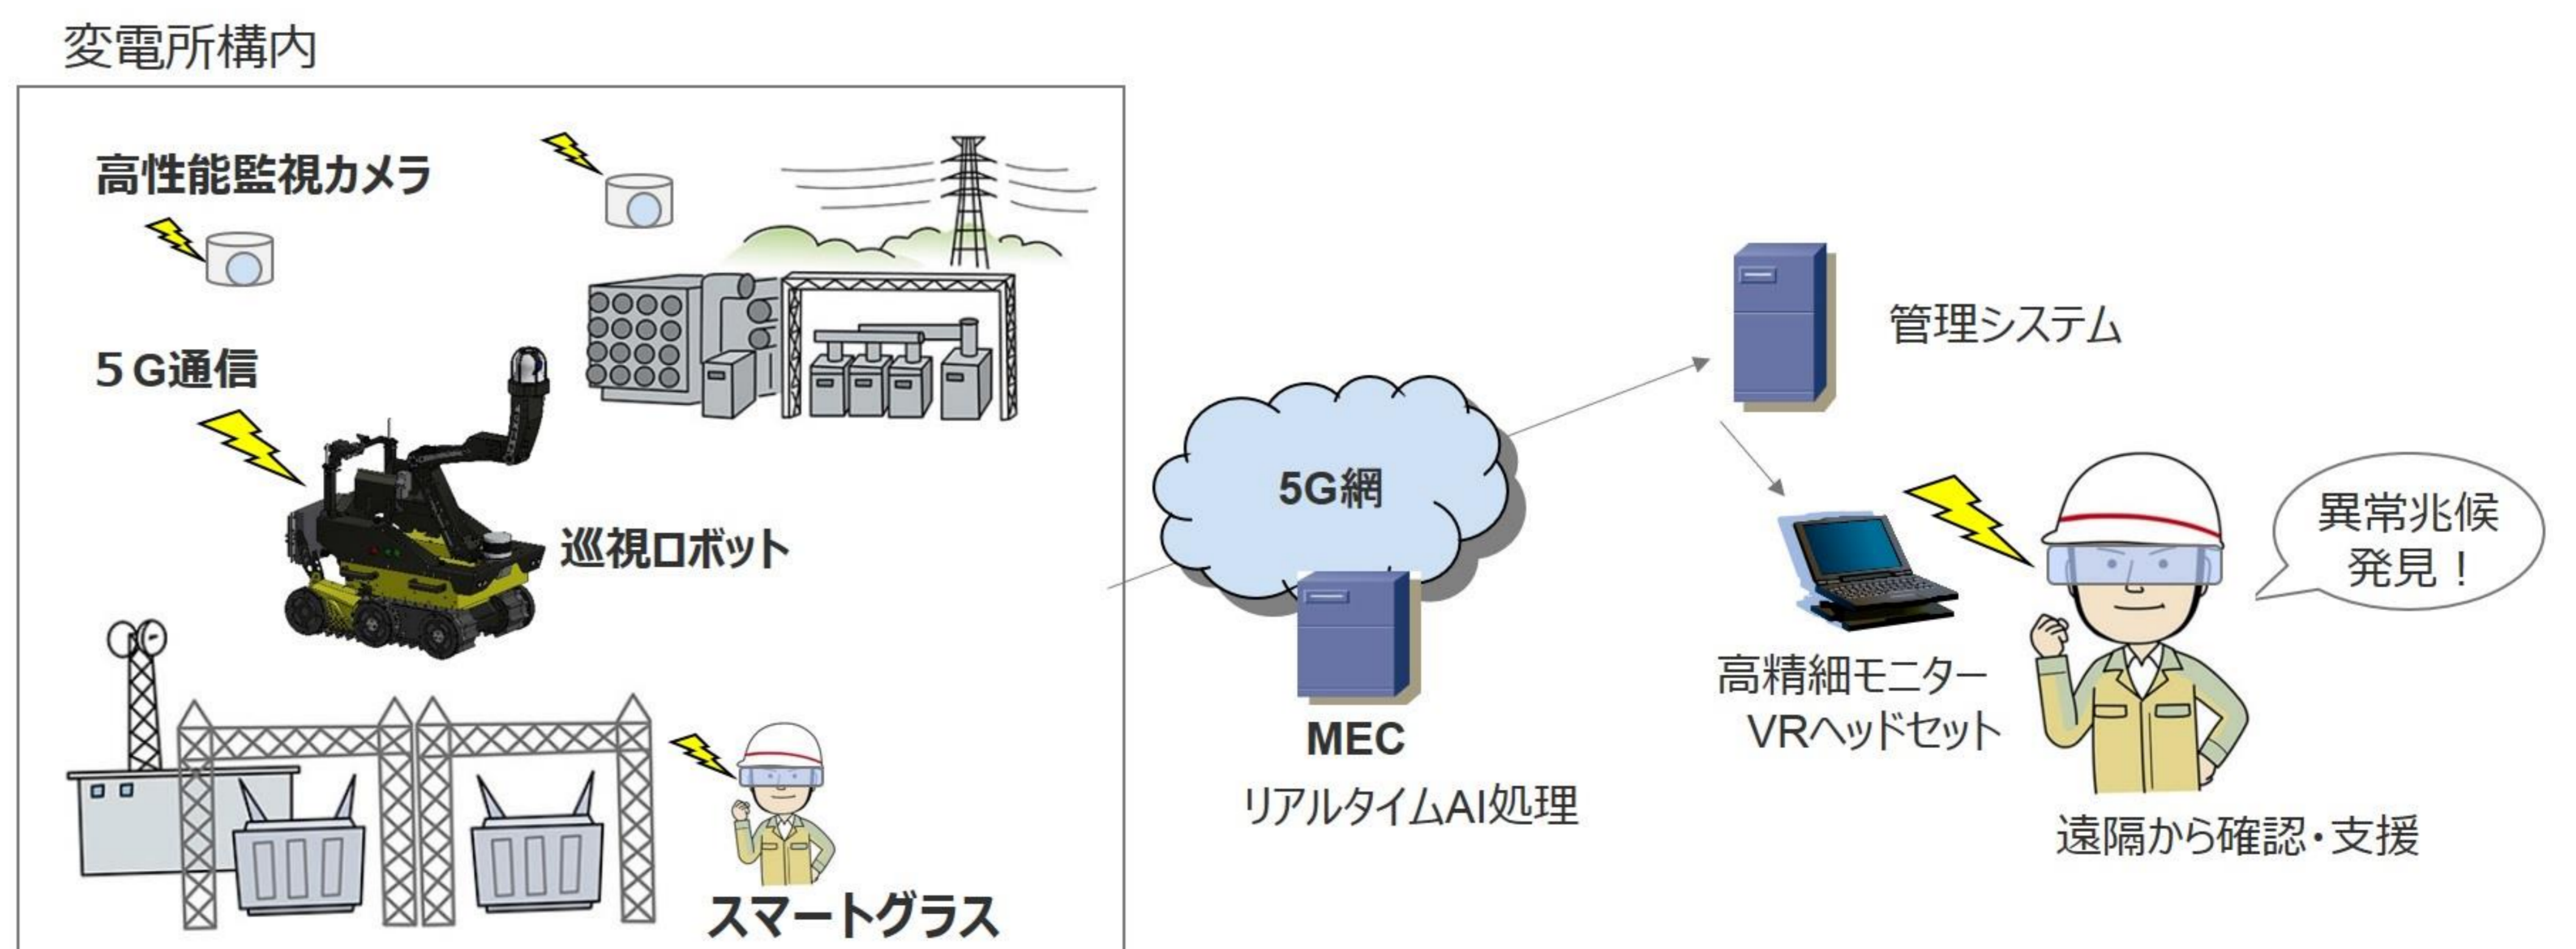 変電所構内
高性能監視カメラ
５G通信
巡視ロボット
スマートグラス
5G網
MEC
リアルタイムAI処理
管理システム
高精細モニター
VRヘッドセット
異常兆候
発見！
遠隔から確認・支援